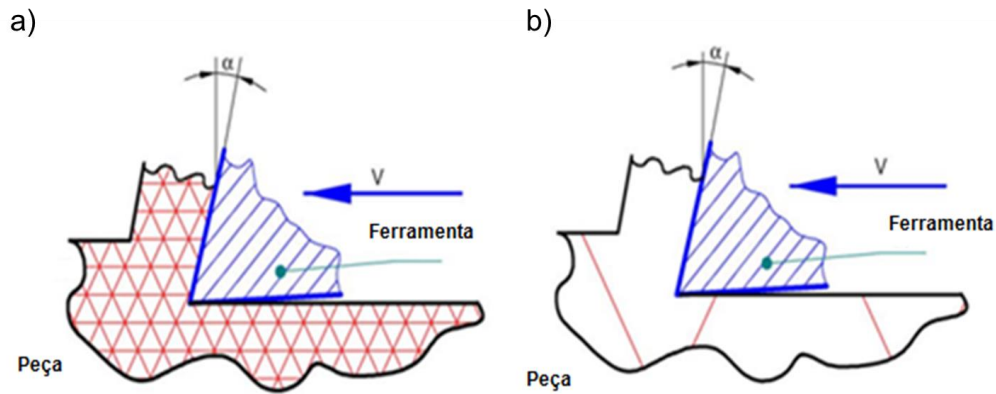 a)
α
V
Ferramenta
Peça
b)
α
V
Ferramenta
Peça